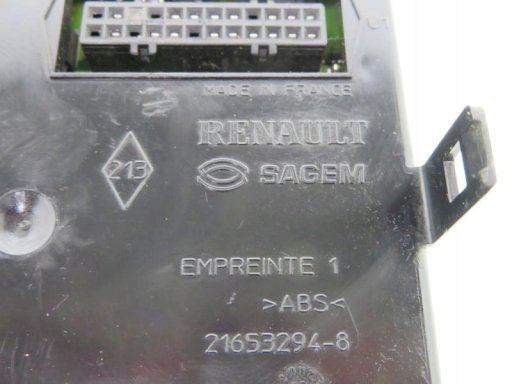 MADE IN FRANCE
RENAULT
213
SAGEM
EMPREINTE 1
>ABS<
21653294-8